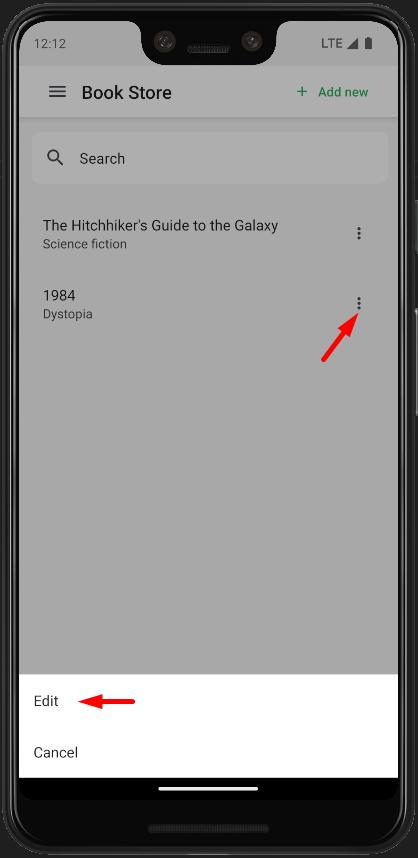 12:12 LTE
Book Store + Add new
Search
The Hitchhiker's Guide to the Galaxy
Science fiction
1984
Dystopia
Edit
Cancel